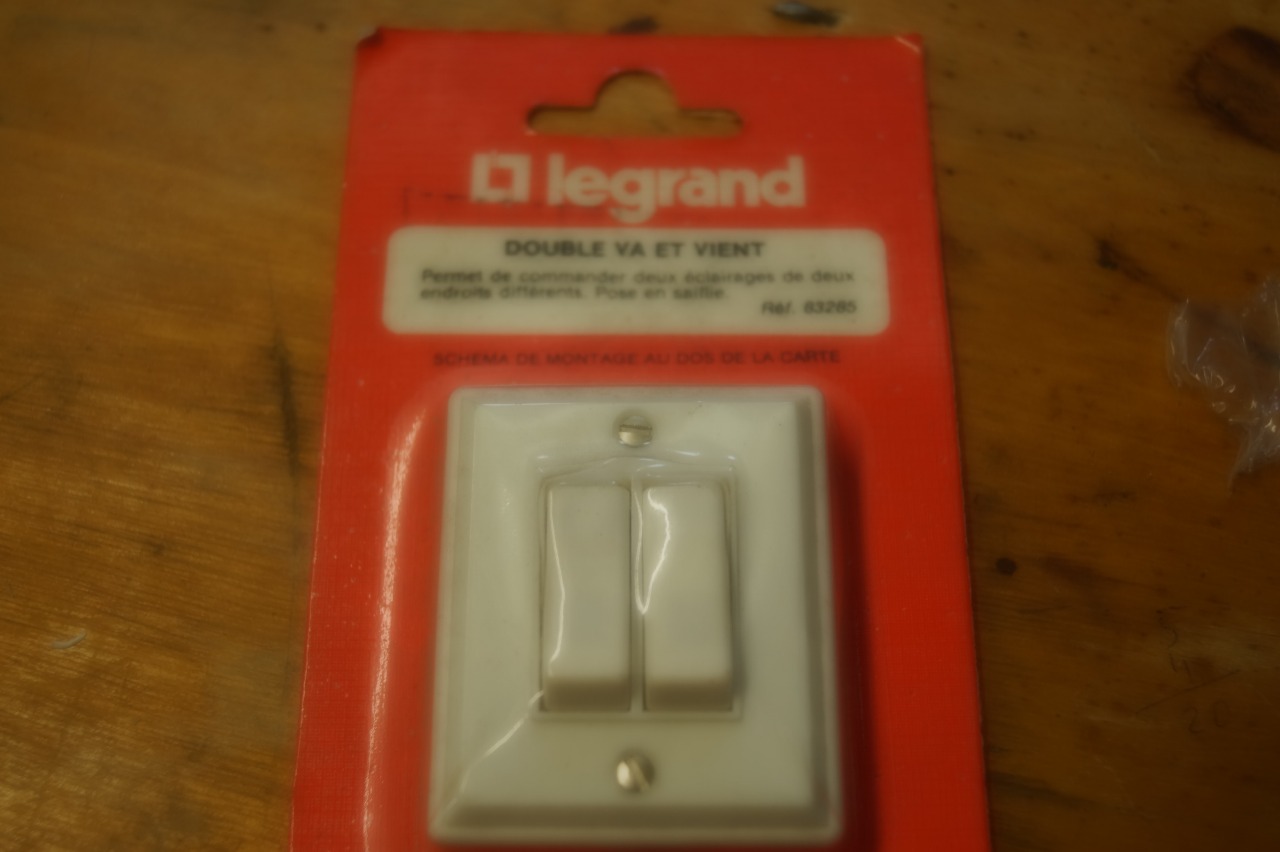 legrand
DOUBLE VA ET VIENT
Permet de commander deux éclairages de deux
endroits différents. Pose en saillie.
Réf. 83285
SCHEMA DE MONTAGE AU DOS DE LA CARTE